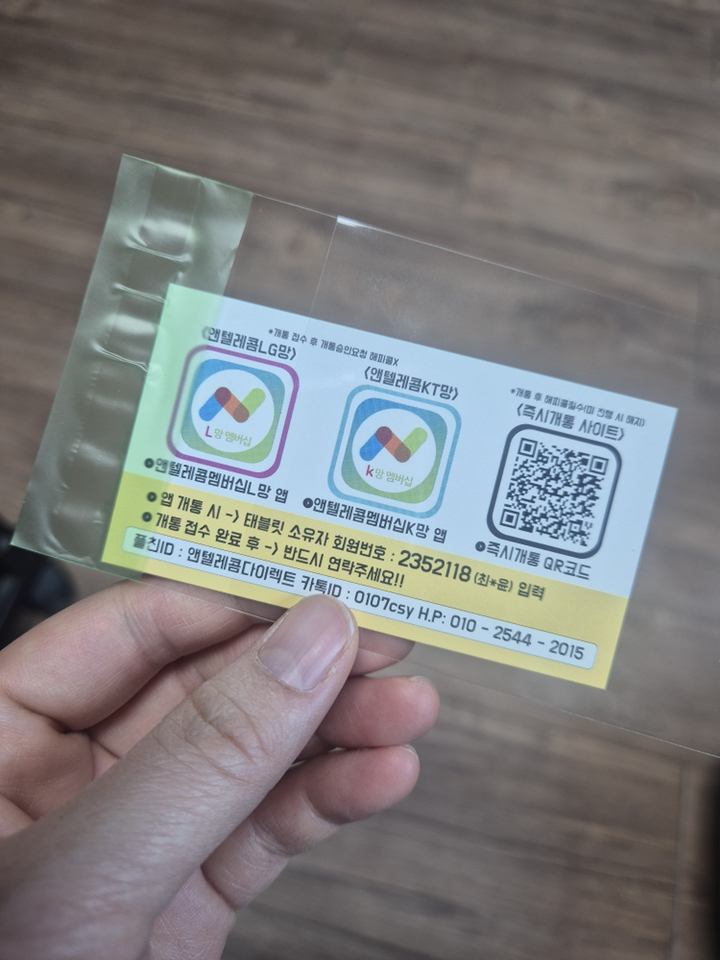 *개통 접수 후 개통승인요청 해피콜X
〈앤텔레콤LG망〉
L망 멤버십
앤텔레콤멤버십L망 앱
〈앤텔레콤KT망〉
k망 멤버십
앤텔레콤멤버십K망 앱
*개통 후 해피콜필수(미 진행 시 해지)
〈즉시개통 사이트〉
즉시개통 QR코드
앱 개통 시 -〉 태블릿 소유자 회원번호 : 2352118 (최*윤) 입력
개통 접수 완료 후 -〉 반드시 연락주세요!!
플친ID : 앤텔레콤다이렉트 카톡ID : 0107csy H.P: 010 - 2544 - 2015